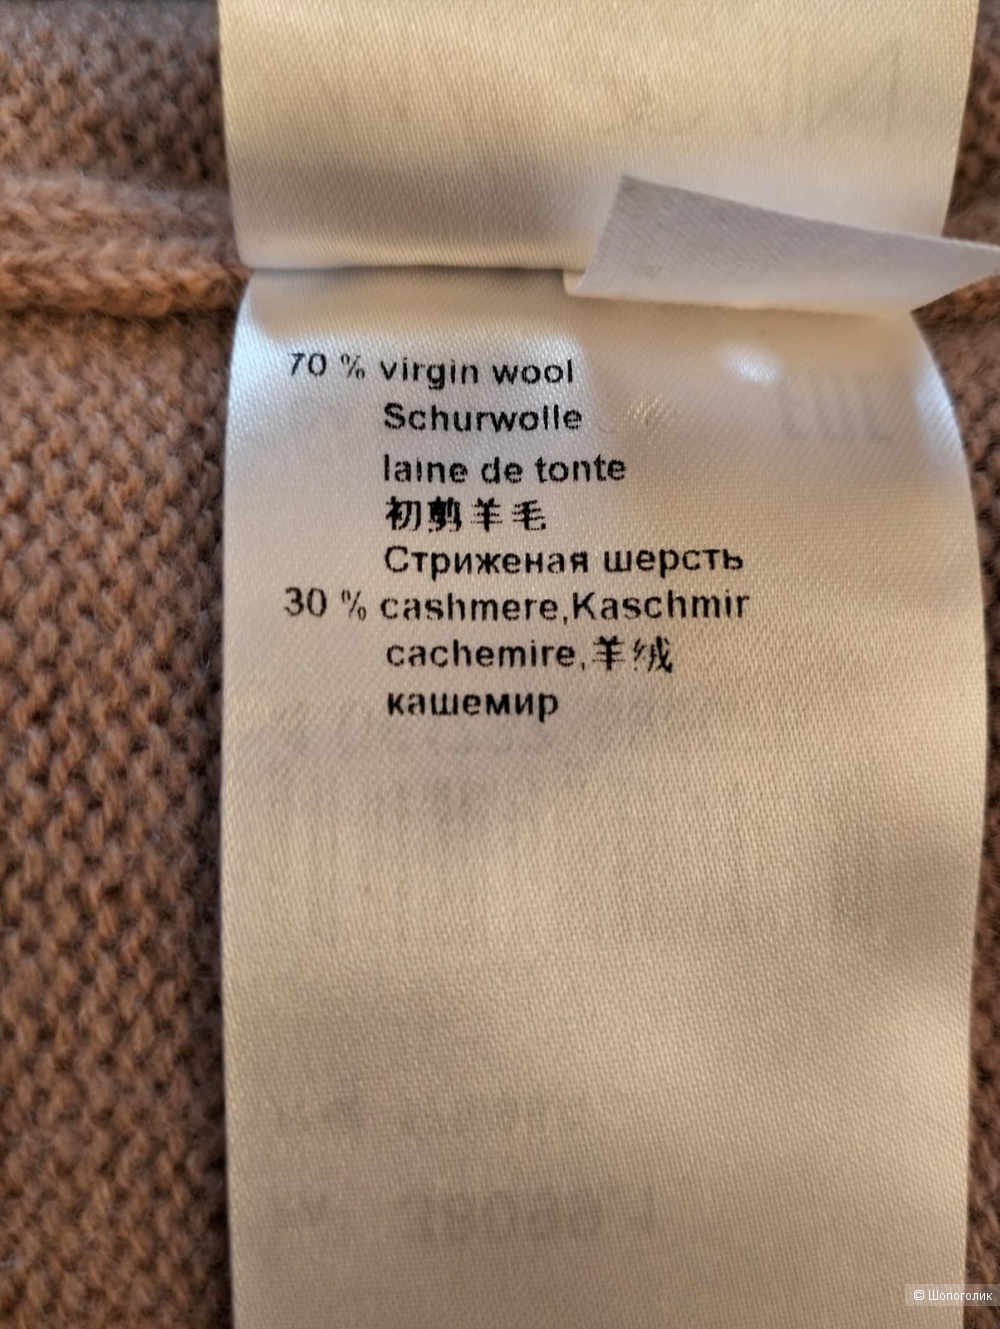 70 % virgin wool
Schurwolle
laine de tonte
初剪羊毛
Стриженая шерсть
30 % cashmere,Kaschmir
cachemire,羊绒
кашемир
© Шопоголик